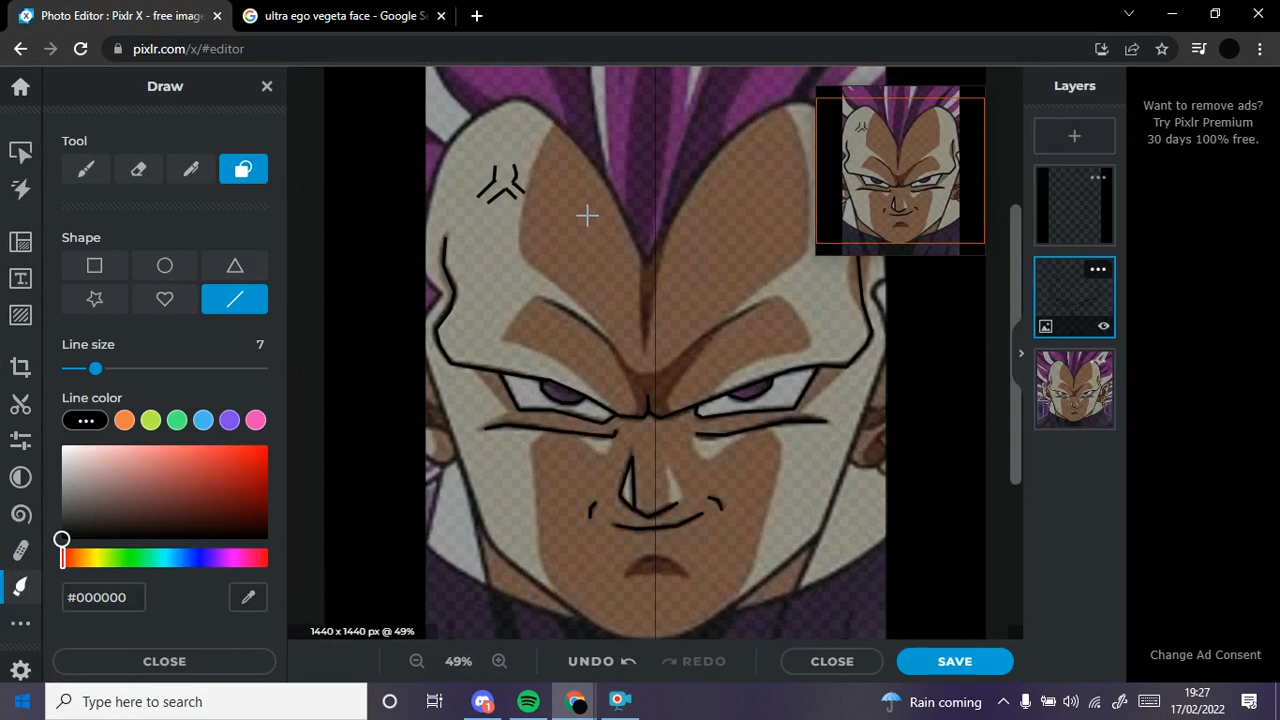 Photo Editor : Pixlr X - free imag
ultra ego vegeta face - Google Se
pixlr.com/x/#editor
Draw
Layers
Tool
Want to remove ads?
Try Pixlr Premium
30 days 100% free.
Shape
Line size
7
Line color
#000000
1440 x 1440 px @ 49%
CLOSE
49%
UNDO
REDO
CLOSE
SAVE
Change Ad Consent
Type here to search
1
Rain coming
19:27
17/02/2022